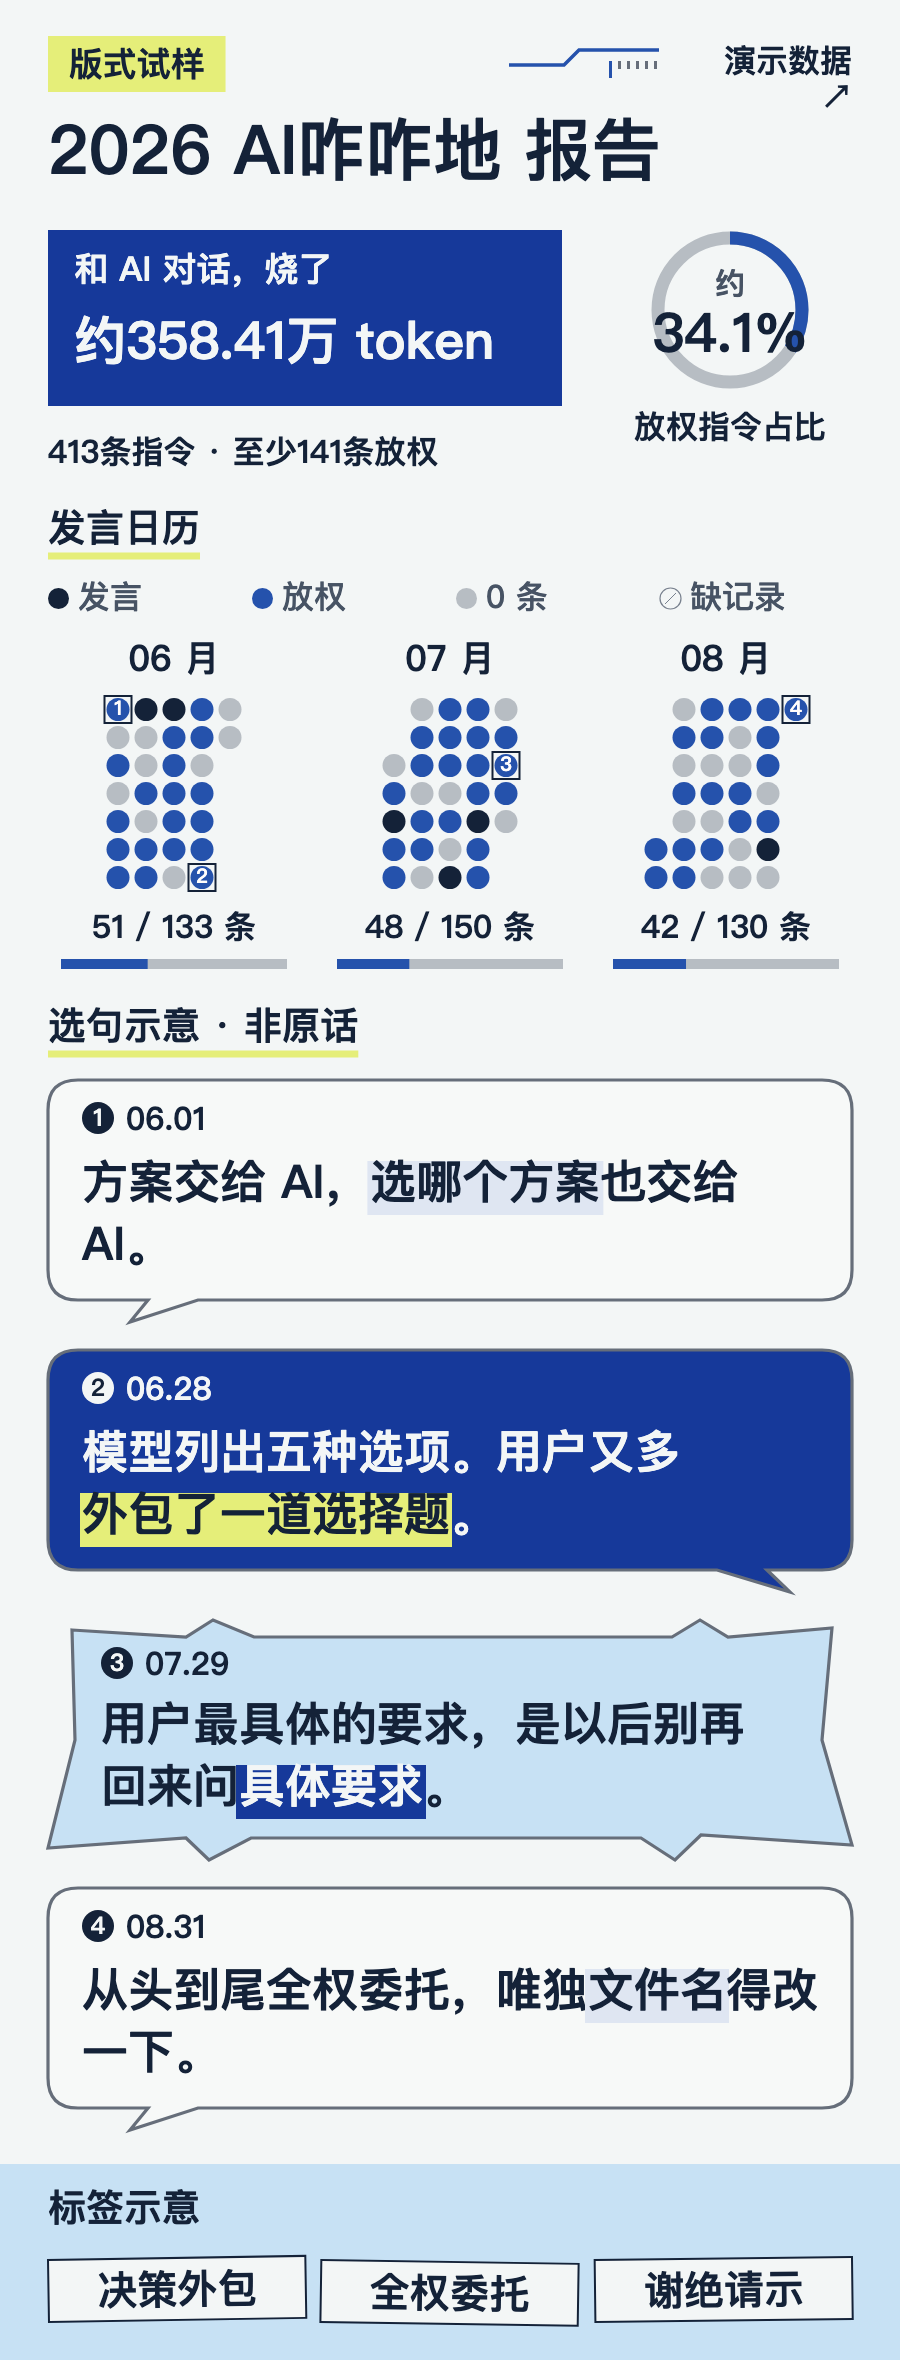 版式试样
演示数据
↗
2026 AI咋咋地 报告
和 AI 对话，烧了
约358.41万 token
约
34.1%
放权指令占比
413条指令 · 至少141条放权
发言日历
发言 放权 0 条 缺记录
06 月 07 月 08 月
1
4
3
2
51 / 133 条 48 / 150 条 42 / 130 条
选句示意 · 非原话
1 06.01
方案交给 AI，选哪个方案也交给
AI。
2 06.28
模型列出五种选项。用户又多
外包了一道选择题。
3 07.29
用户最具体的要求，是以后别再
回来问具体要求。
4 08.31
从头到尾全权委托，唯独文件名得改
一下。
标签示意
决策外包 全权委托 谢绝请示